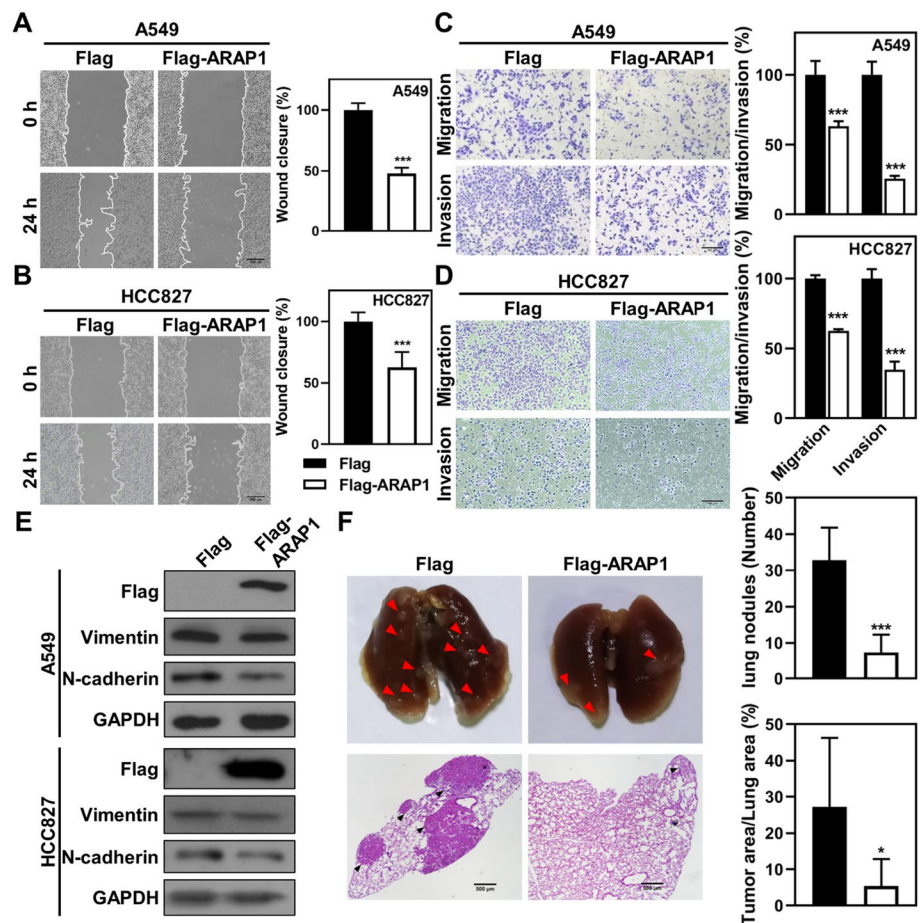 A
A549
Flag
Flag-ARAP1
0 h
24 h
Wound closure (%)
100
50
0
A549
***
B
HCC827
Flag
Flag-ARAP1
0 h
24 h
Wound closure (%)
100
50
0
HCC827
***
Flag
Flag-ARAP1
C
A549
Flag
Flag-ARAP1
Migration
Invasion
Migration/invasion (%)
100
50
0
A549
***
***
D
HCC827
Flag
Flag-ARAP1
Migration
Invasion
Migration/invasion (%)
100
50
0
HCC827
***
***
Migration
Invasion
E
Flag
Flag-
ARAP1
A549
Flag
Vimentin
N-cadherin
GAPDH
HCC827
Flag
Vimentin
N-cadherin
GAPDH
F
Flag
Flag-ARAP1
500 μm
500 μm
lung nodules (Number)
50
40
30
20
10
0
***
Tumor area/Lung area (%)
50
40
30
20
10
0
*